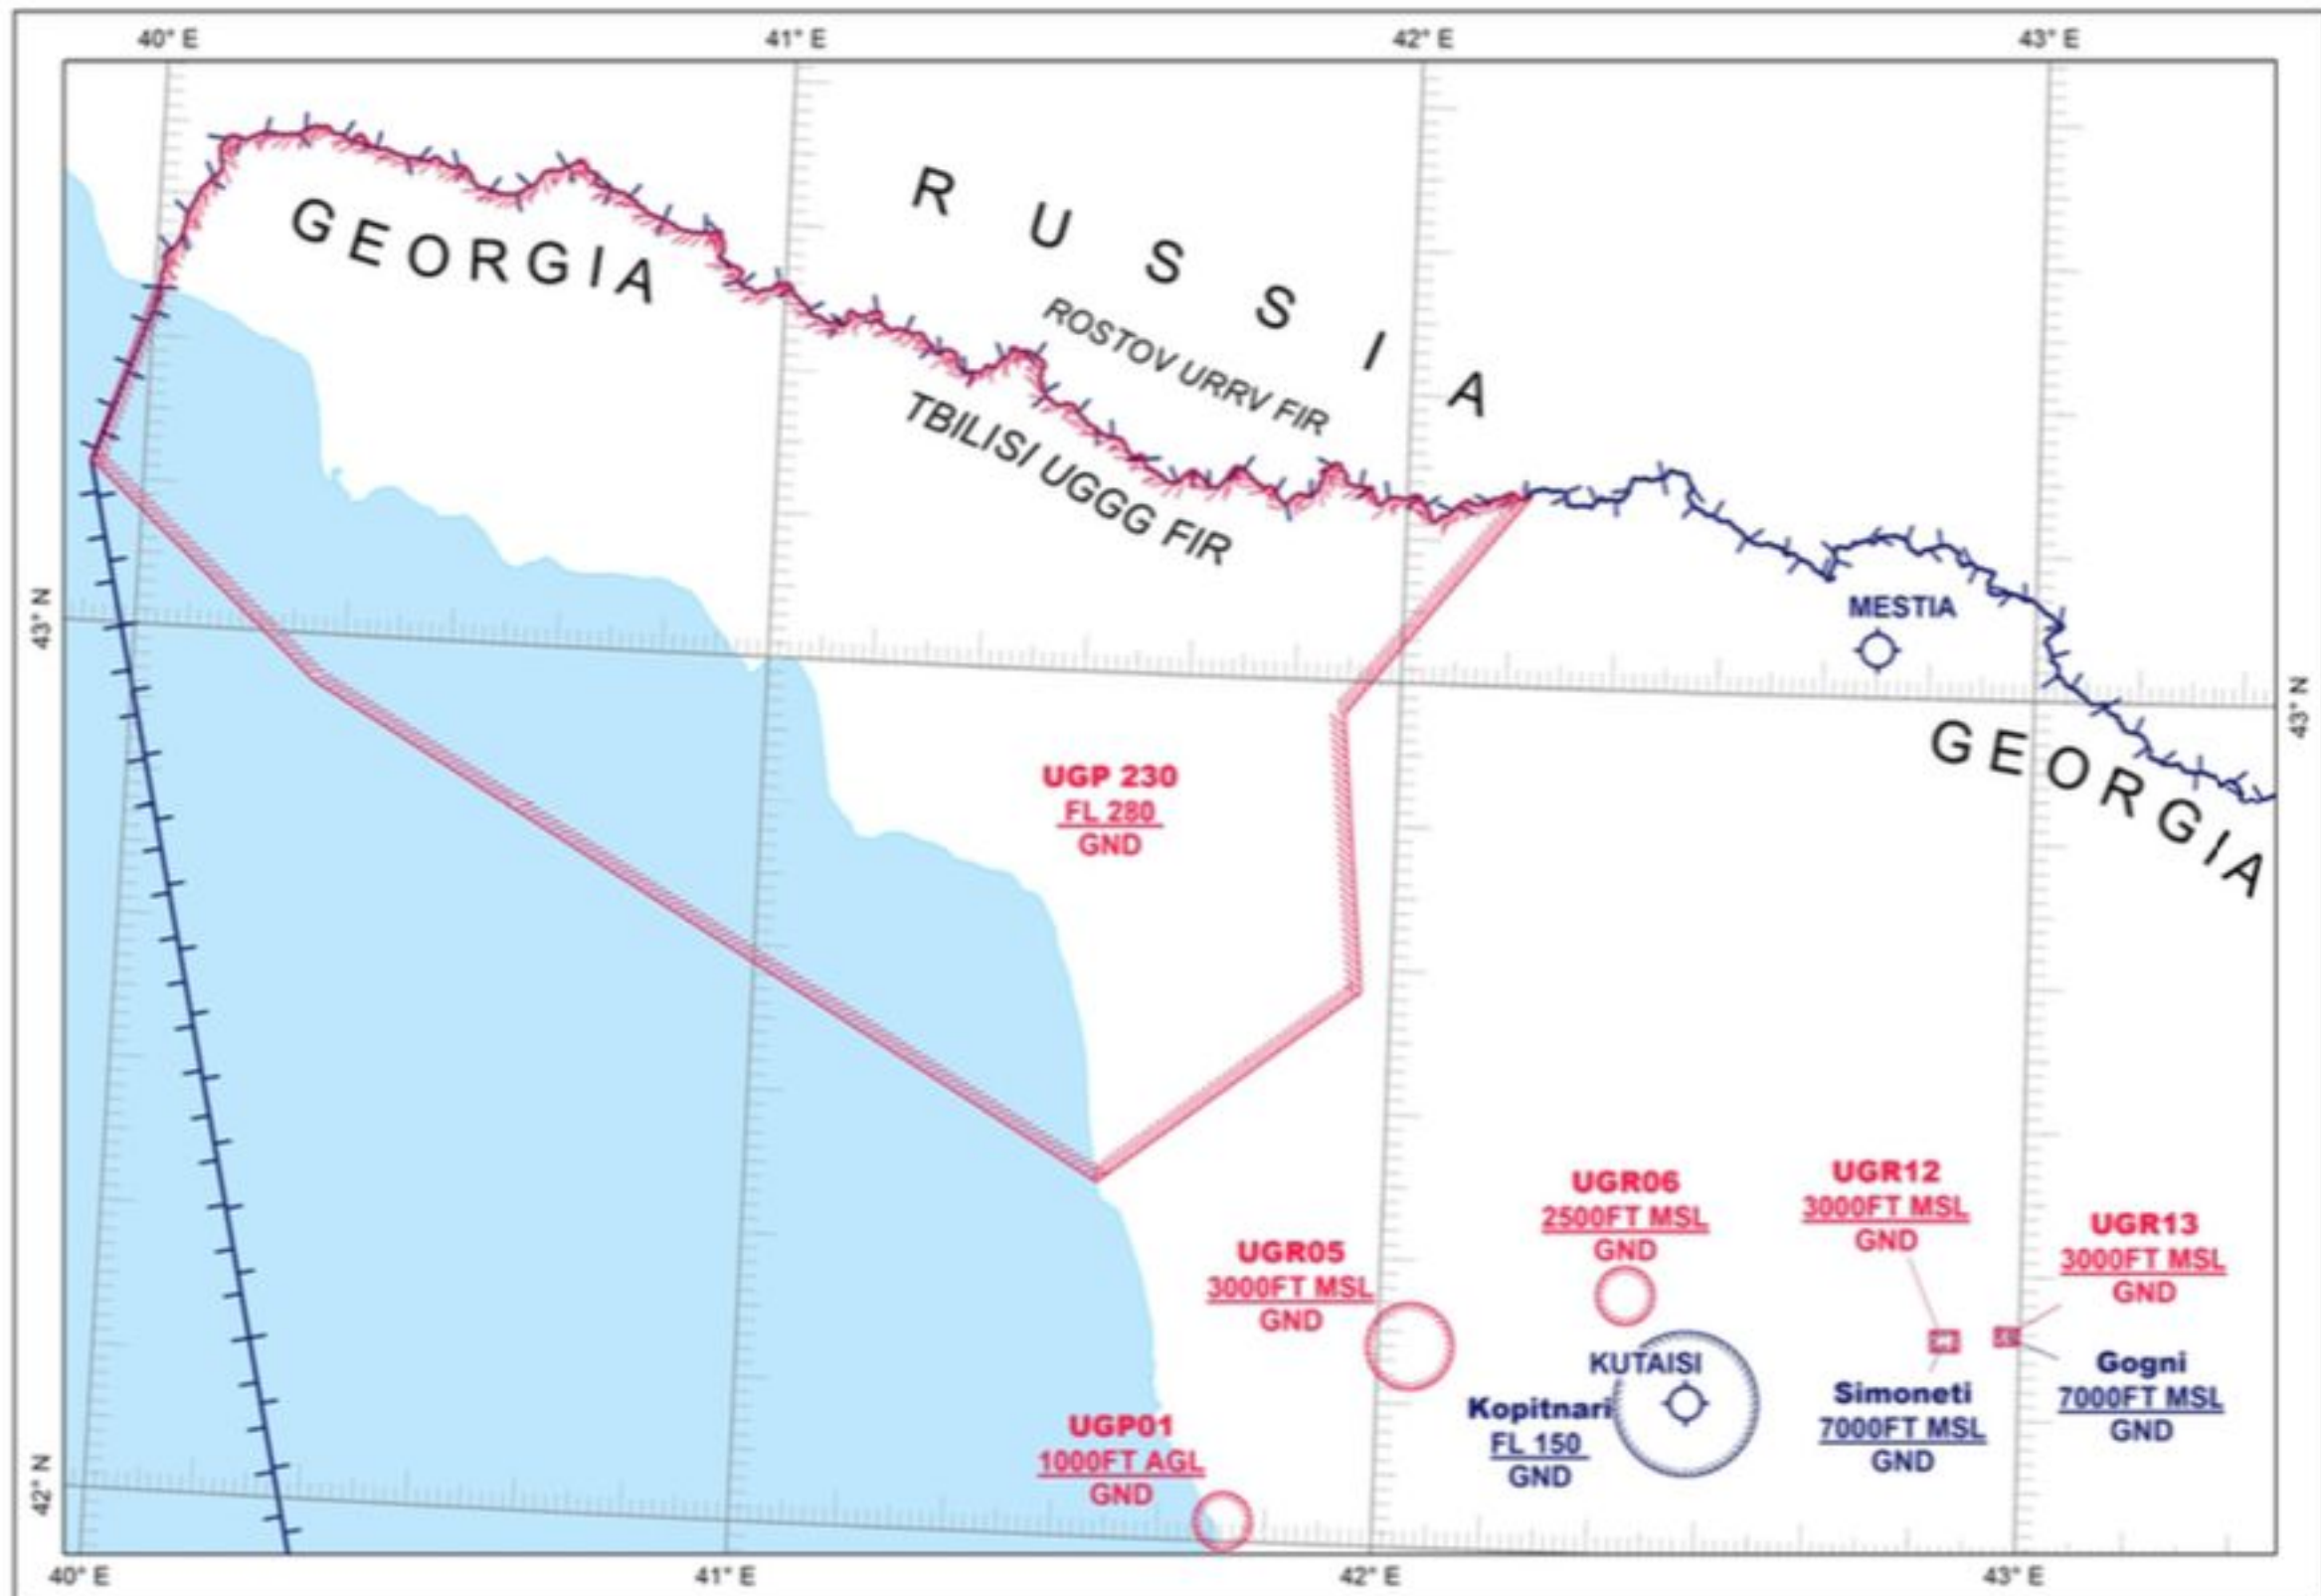 40° E
41° E
42° E
43° E
RUSSIA
GEORGIA
ROSTOV URRV FIR
TBILISI UGGG FIR
43° N
MESTIA
43° N
GEORGIA
UGP 230
FL 280
GND
UGR12
3000FT MSL
GND
UGR06
2500FT MSL
GND
UGR13
3000FT MSL
GND
UGR05
3000FT MSL
GND
KUTAISI
Kopitnari
FL 150
GND
Simoneti
7000FT MSL
GND
Gogni
7000FT MSL
GND
UGP01
1000FT AGL
GND
42° N
40° E
41° E
42° E
43° E